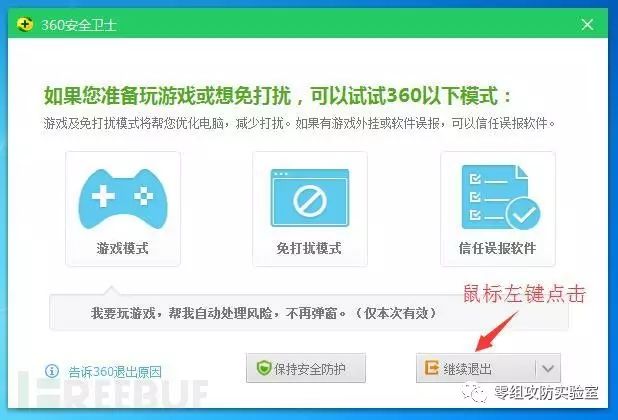 360安全卫士
如果您准备玩游戏或想免打扰，可以试试360以下模式：
游戏及免打扰模式将帮您优化电脑，减少打扰。如果有游戏外挂或软件误报，可以信任误报软件。
游戏模式
免打扰模式
信任误报软件
鼠标左键点击
我要玩游戏，帮我自动处理风险，不再弹窗。（仅本次有效）
告诉360退出原因
保持安全防护
继续退出
零组攻防实验室
FREEBUF